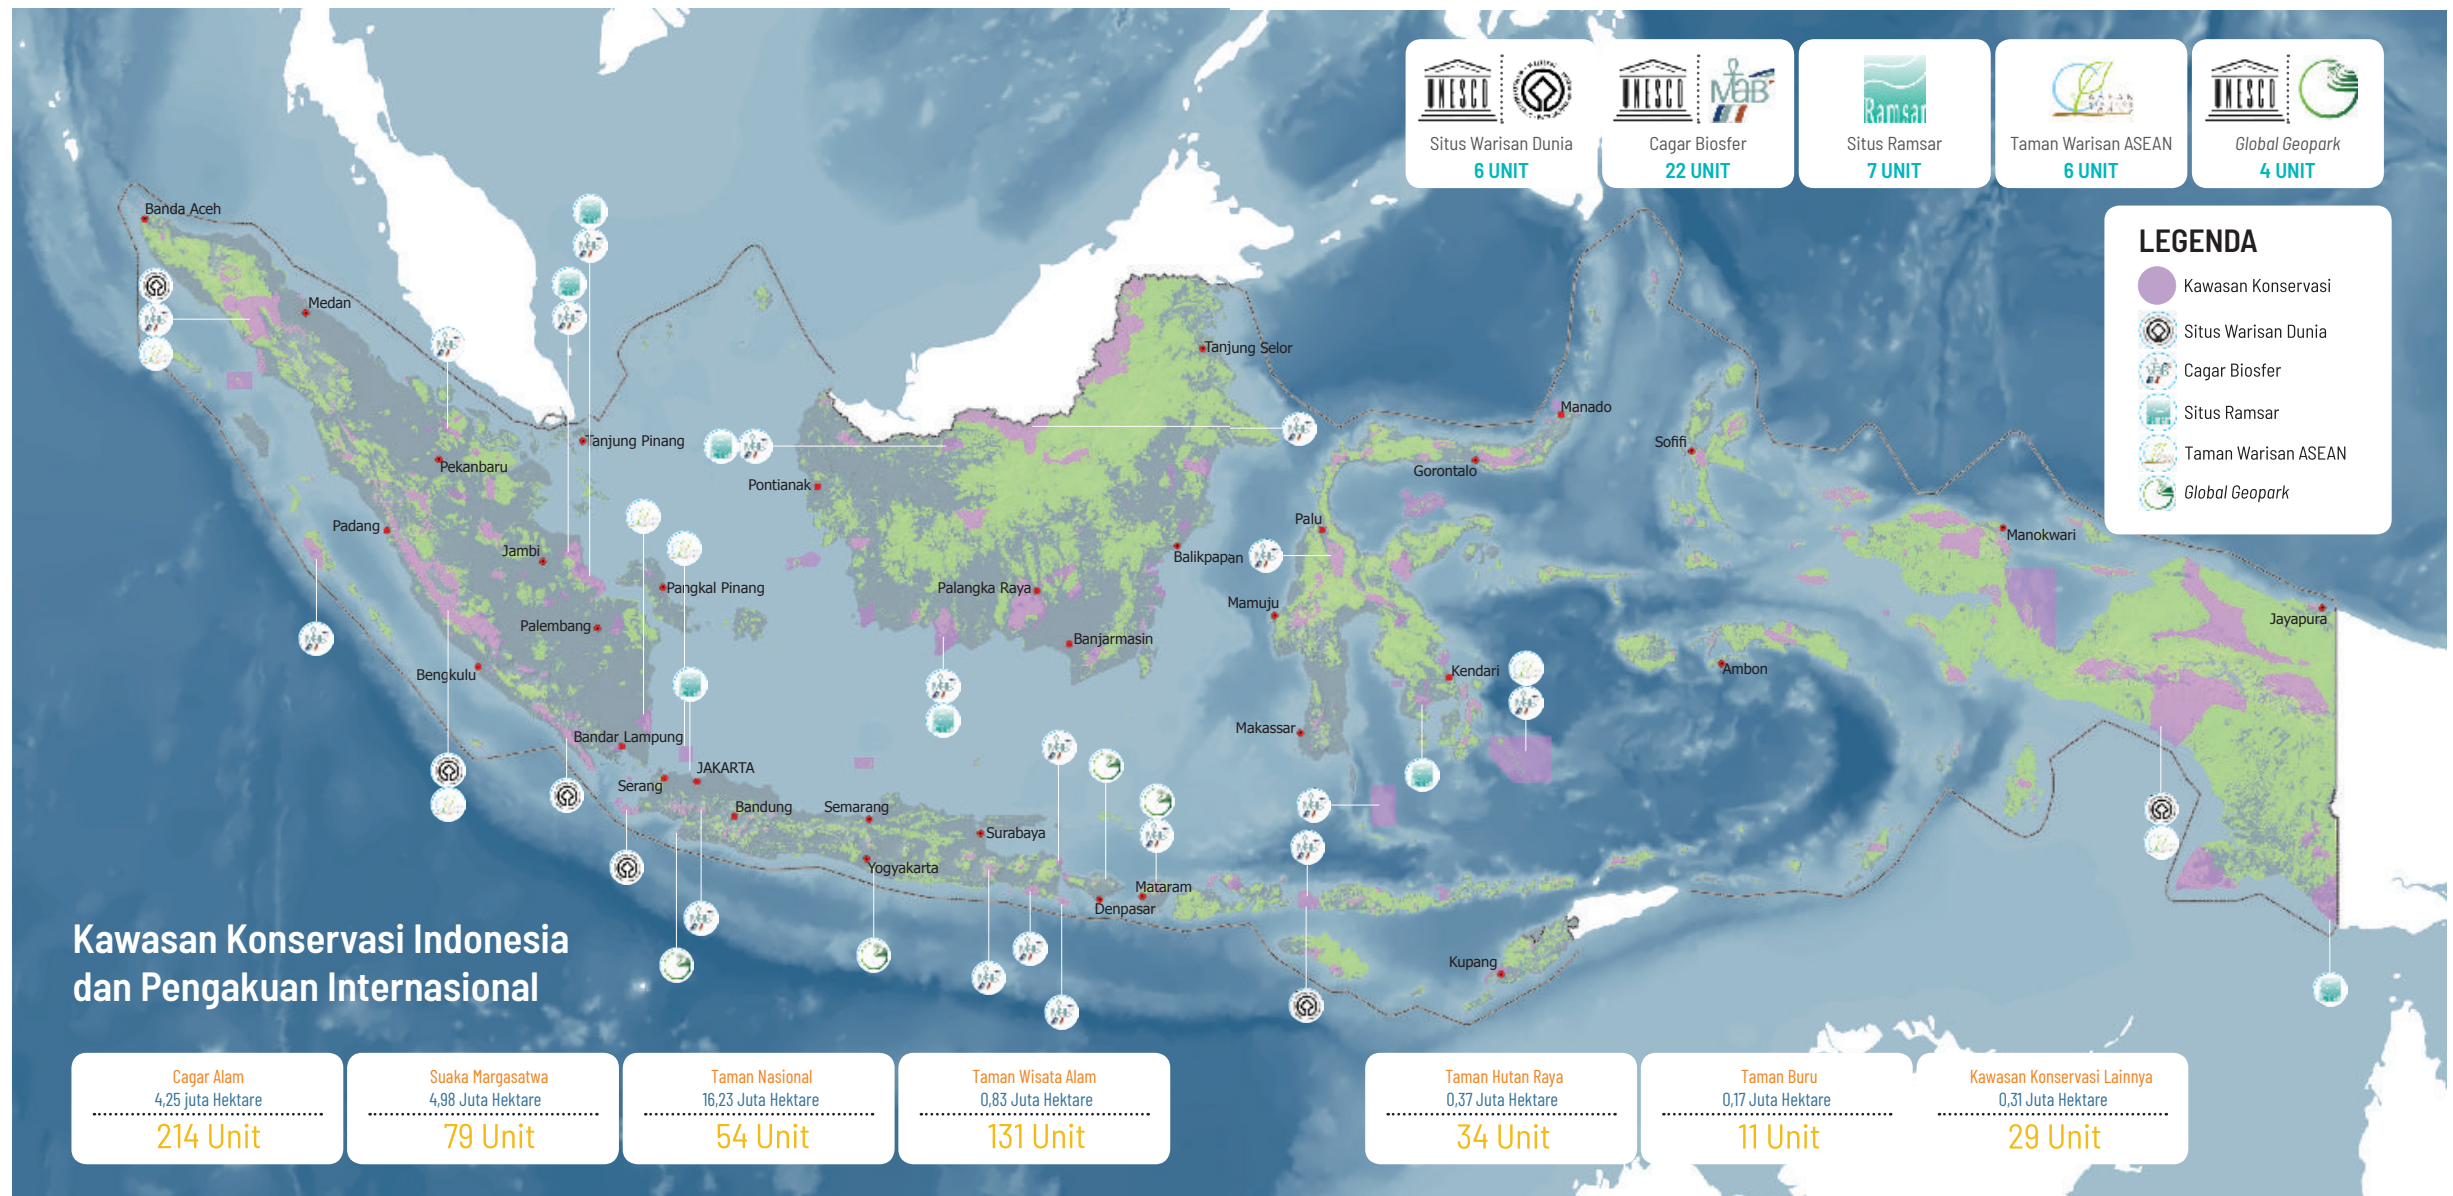 UNESCO
Situs Warisan Dunia
6 UNIT
UNESCO
MaB
Cagar Biosfer
22 UNIT
Ramsar
Situs Ramsar
7 UNIT
Taman Warisan ASEAN
6 UNIT
UNESCO
Global Geopark
4 UNIT
LEGENDA
Kawasan Konservasi
Situs Warisan Dunia
Cagar Biosfer
Situs Ramsar
Taman Warisan ASEAN
Global Geopark
Banda Aceh
Medan
Tanjung Selor
Manado
Tanjung Pinang
Sofifi
Pekanbaru
Gorontalo
Pontianak
Padang
Palu
Manokwari
Jambi
Balikpapan
Pangkal Pinang
Palangka Raya
Mamuju
Jayapura
Palembang
Banjarmasin
Bengkulu
Kendari
Ambon
Makassar
Bandar Lampung
JAKARTA
Serang
Bandung
Semarang
Surabaya
Yogyakarta
Mataram
Denpasar
Kupang
Kawasan Konservasi Indonesia
dan Pengakuan Internasional
Cagar Alam
4,25 juta Hektare
214 Unit
Suaka Margasatwa
4,98 Juta Hektare
79 Unit
Taman Nasional
16,23 Juta Hektare
54 Unit
Taman Wisata Alam
0,83 Juta Hektare
131 Unit
Taman Hutan Raya
0,37 Juta Hektare
34 Unit
Taman Buru
0,17 Juta Hektare
11 Unit
Kawasan Konservasi Lainnya
0,31 Juta Hektare
29 Unit